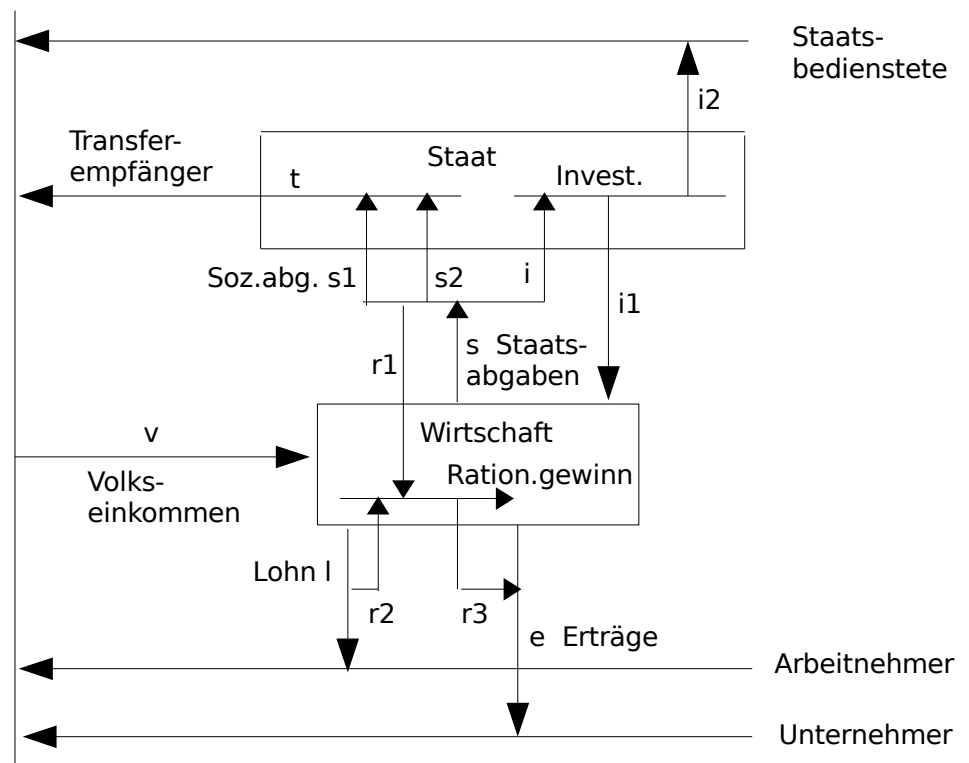 Staats-
bedienstete
i2
Transfer-
empfänger
Staat
t
Invest.
Soz.abg. s1
s2
i
i1
r1
s Staats-
abgaben
v
Wirtschaft
Ration.gewinn
Volks-
einkommen
Lohn l
r2
r3
e Erträge
Arbeitnehmer
Unternehmer